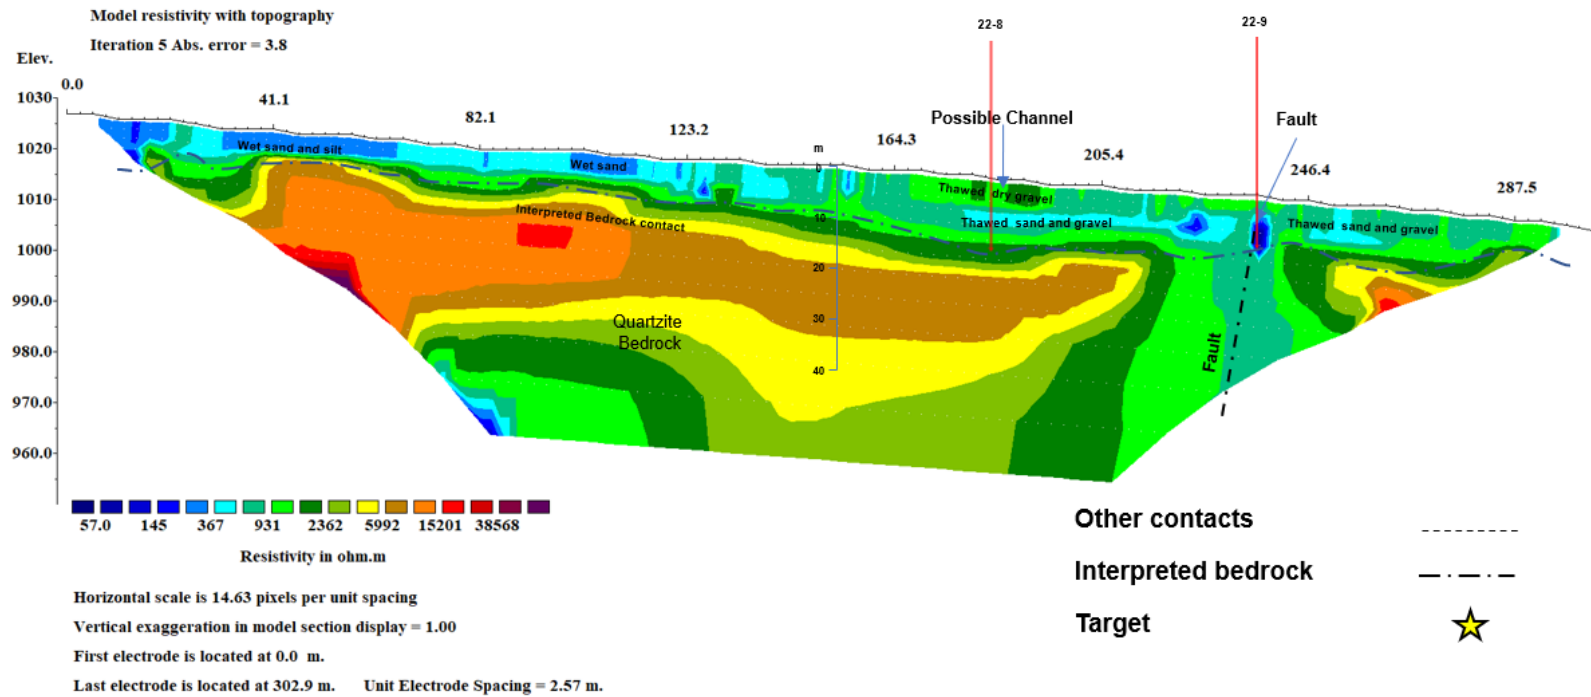 Model resistivity with topography
Iteration 5 Abs. error = 3.8
22-8
22-9
Elev.
0.0
41.1
82.1
123.2
164.3
205.4
246.4
287.5
Possible Channel
Fault
1030
1020
1010
1000
990.0
980.0
970.0
960.0
m
0
10
20
30
40
Wet sand and silt
Wet sand
Thawed dry gravel
Thawed sand and gravel
Thawed sand and gravel
Interpreted Bedrock contact
Quartzite
Bedrock
Fault
57.0 145 367 931 2362 5992 15201 38568
Resistivity in ohm.m
Horizontal scale is 14.63 pixels per unit spacing
Vertical exaggeration in model section display = 1.00
First electrode is located at 0.0 m.
Last electrode is located at 302.9 m. Unit Electrode Spacing = 2.57 m.
Other contacts
Interpreted bedrock
Target